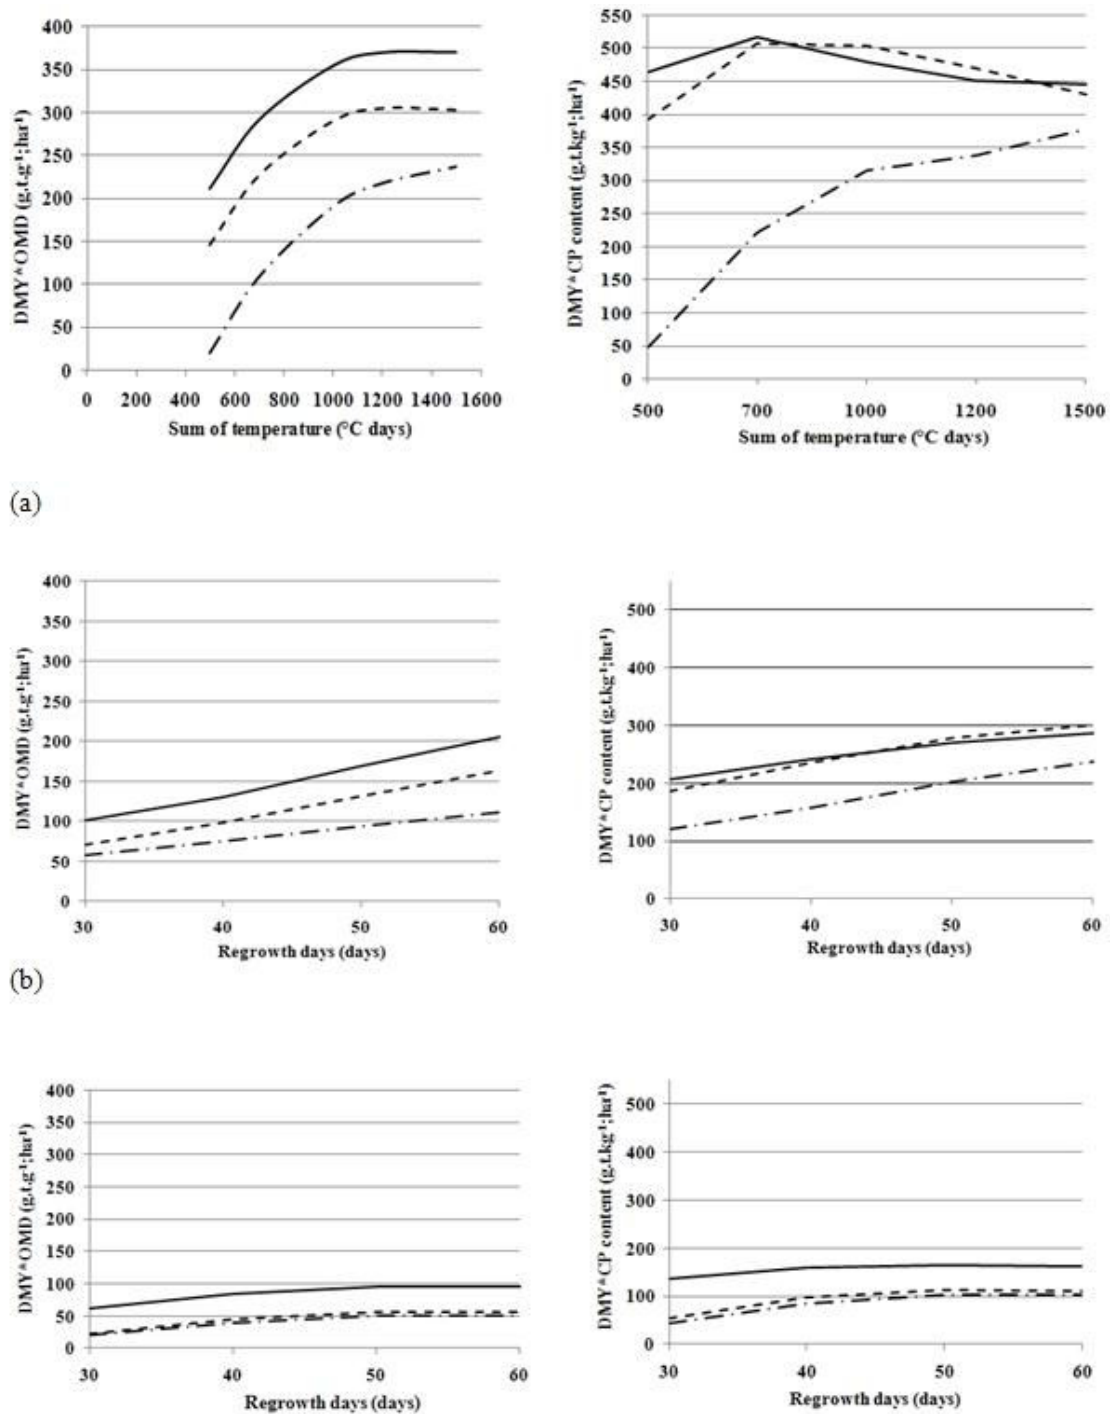 400
350
300
250
200
150
100
50
0
DMY*OMD (g.t.g⁻¹;ha⁻¹)
0 200 400 600 800 1000 1200 1400 1600
Sum of temperature (°C days)
550
500
450
400
350
300
250
200
150
100
50
0
DMY*CP content (g.t.kg⁻¹;ha⁻¹)
500 700 1000 1200 1500
Sum of temperature (°C days)
(a)
400
350
300
250
200
150
100
50
0
DMY*OMD (g.t.g⁻¹;ha⁻¹)
30 40 50 60
Regrowth days (days)
500
400
300
200
100
0
DMY*CP content (g.t.kg⁻¹;ha⁻¹)
30 40 50 60
Regrowth days (days)
(b)
400
350
300
250
200
150
100
50
0
DMY*OMD (g.t.g⁻¹;ha⁻¹)
30 40 50 60
Regrowth days (days)
500
400
300
200
100
0
DMY*CP content (g.t.kg⁻¹;ha⁻¹)
30 40 50 60
Regrowth days (days)